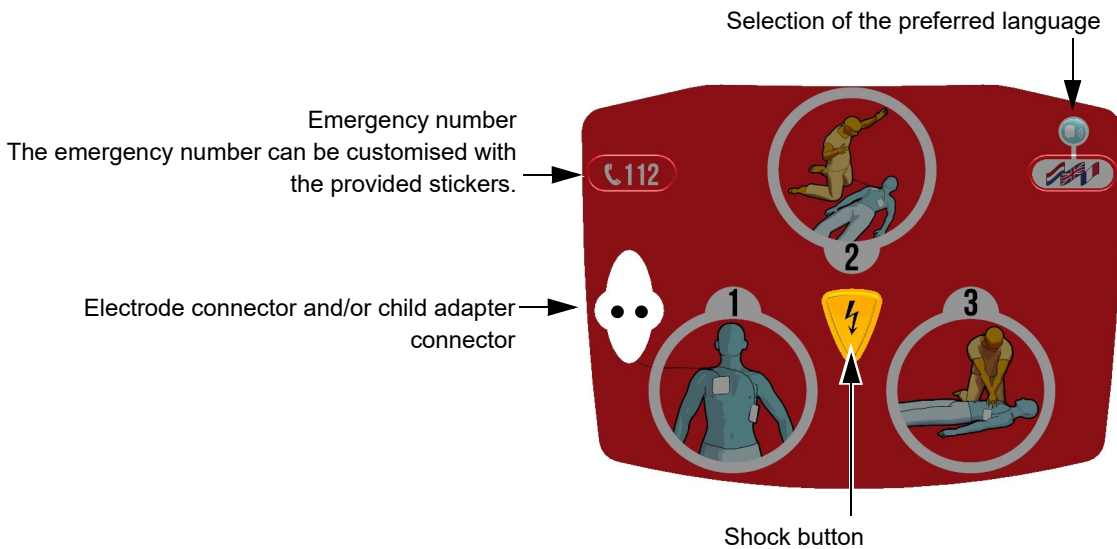 Selection of the preferred language
Emergency number
The emergency number can be customised with
the provided stickers.
112
2
Electrode connector and/or child adapter
connector
1
3
Shock button